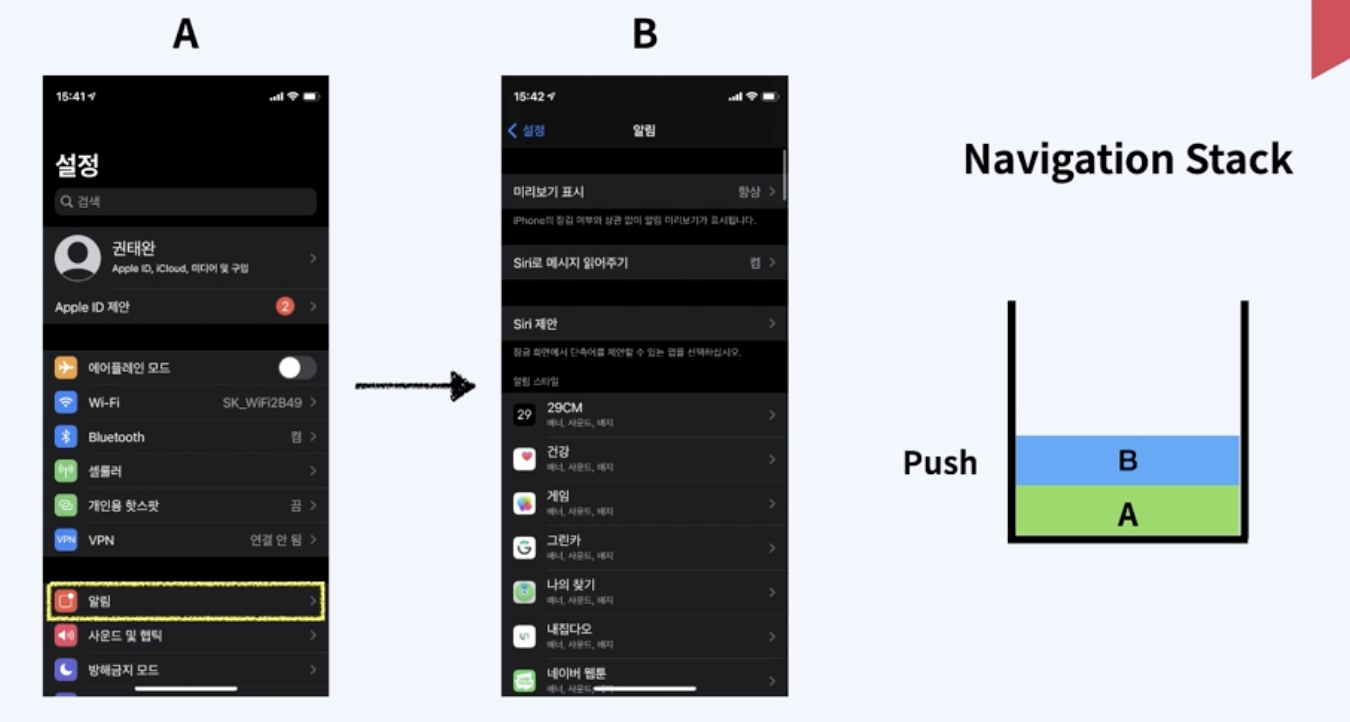 A
15:41
설정
검색
권태완
Apple ID, iCloud, 미디어 및 구입
Apple ID 제안
2
에어플레인 모드
Wi-Fi
SK_WiFi2B49
Bluetooth
켬
셀룰러
개인용 핫스팟
끔
VPN
VPN
연결 안 됨
알림
사운드 및 햅틱
방해금지 모드
B
15:42
설정
알림
미리보기 표시
항상
iPhone의 잠김 여부와 상관 없이 알림 미리보기가 표시됩니다.
Siri로 메시지 읽어주기
켬
Siri 제안
잠금 화면에서 단축어를 제안할 수 있는 앱을 선택하십시오.
알림 스타일
29
29CM
배너, 사운드, 배지
건강
배너, 사운드, 배지
게임
배너, 사운드, 배지
그린카
배너, 사운드, 배지
나의 찾기
배너, 사운드, 배지
내집다오
배너, 사운드, 배지
네이버 웹툰
배너, 사운드, 배지
Navigation Stack
Push
B
A